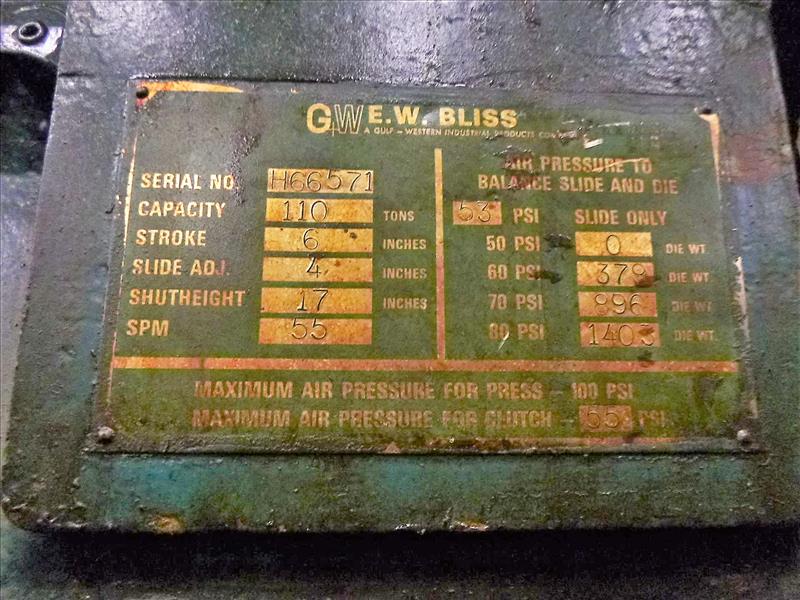 G+W E.W. BLISS
A GULF - WESTERN INDUSTRIAL PRODUCTS COMPANY
SERIAL NO. H66571
CAPACITY 110 TONS
STROKE 6 INCHES
SLIDE ADJ. 4 INCHES
SHUTHEIGHT 17 INCHES
SPM 55
AIR PRESSURE TO
BALANCE SLIDE AND DIE
53 PSI SLIDE ONLY
50 PSI 0 DIE WT.
60 PSI 379 DIE WT.
70 PSI 896 DIE WT.
80 PSI 1403 DIE WT.
MAXIMUM AIR PRESSURE FOR PRESS - 100 PSI
MAXIMUM AIR PRESSURE FOR CLUTCH - 55 PSI